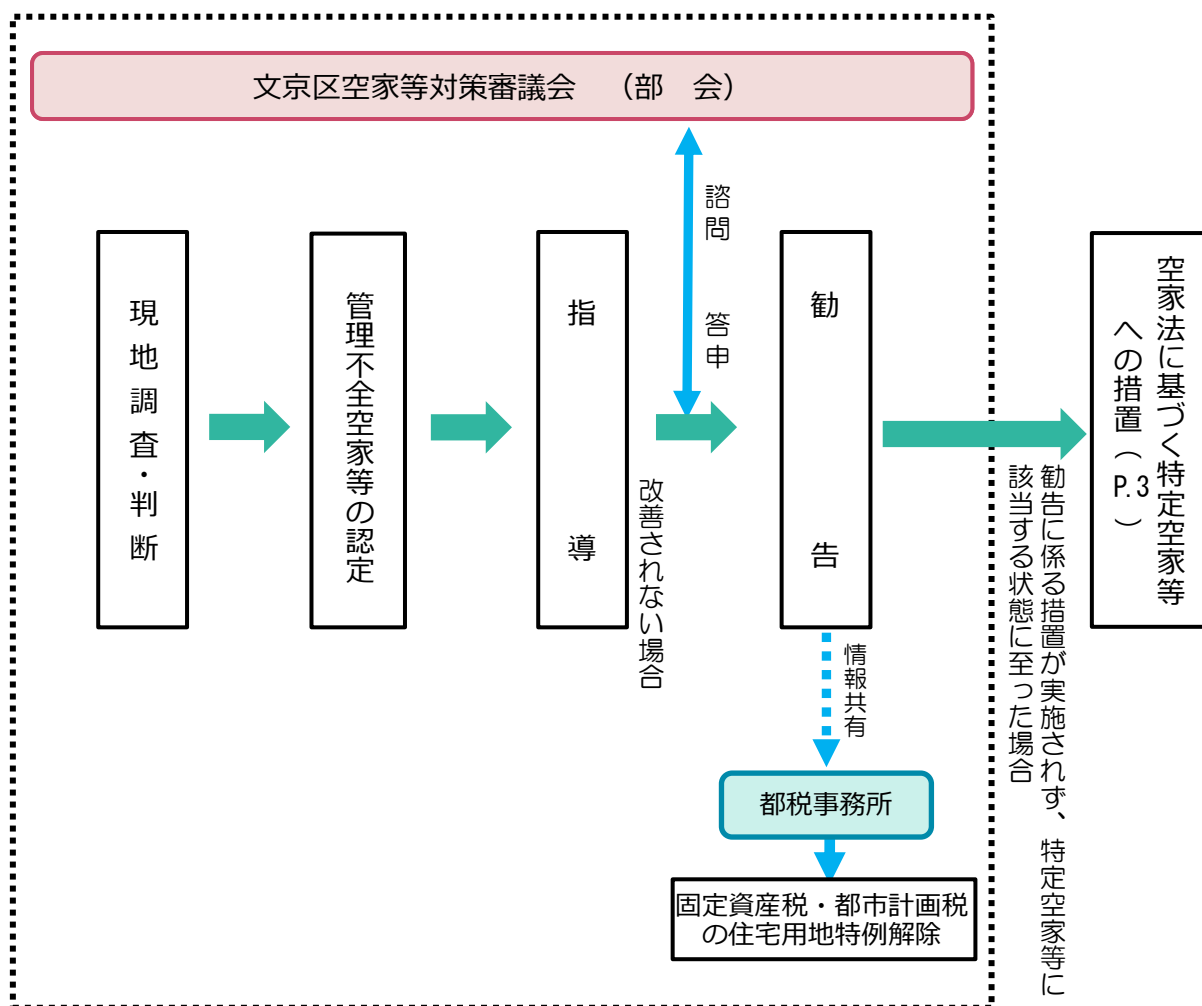 文京区空家等対策審議会　（部　会）
諮問
答申
現地調査・判断
管理不全空家等の認定
指導
改善されない場合
勧告
空家法に基づく特定空家等
への措置（P.3）
勧告に係る措置が実施されず、特定空家等に
該当する状態に至った場合
情報共有
都税事務所
固定資産税・都市計画税
の住宅用地特例解除